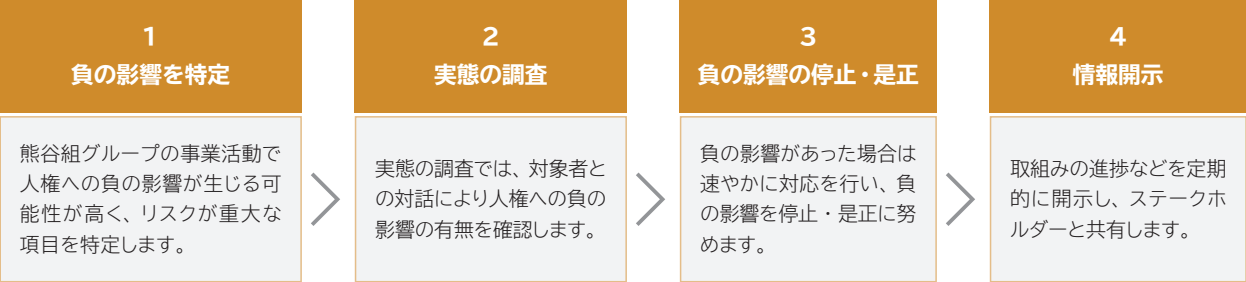 1
負の影響を特定
熊谷組グループの事業活動で
人権への負の影響が生じる可
能性が高く、リスクが重大な
項目を特定します。
2
実態の調査
実態の調査では、対象者と
の対話により人権への負の
影響の有無を確認します。
3
負の影響の停止・是正
負の影響があった場合は
速やかに対応を行い、負
の影響を停止・是正に努
めます。
4
情報開示
取組みの進捗などを定期
的に開示し、ステークホ
ルダーと共有します。